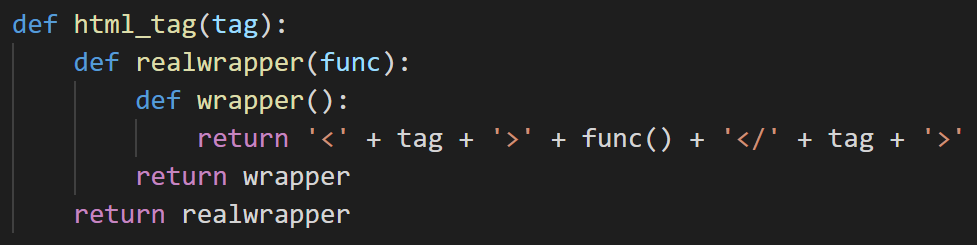 def html_tag(tag):
    def realwrapper(func):
        def wrapper():
            return '<' + tag + '>' + func() + '</' + tag + '>'
        return wrapper
    return realwrapper